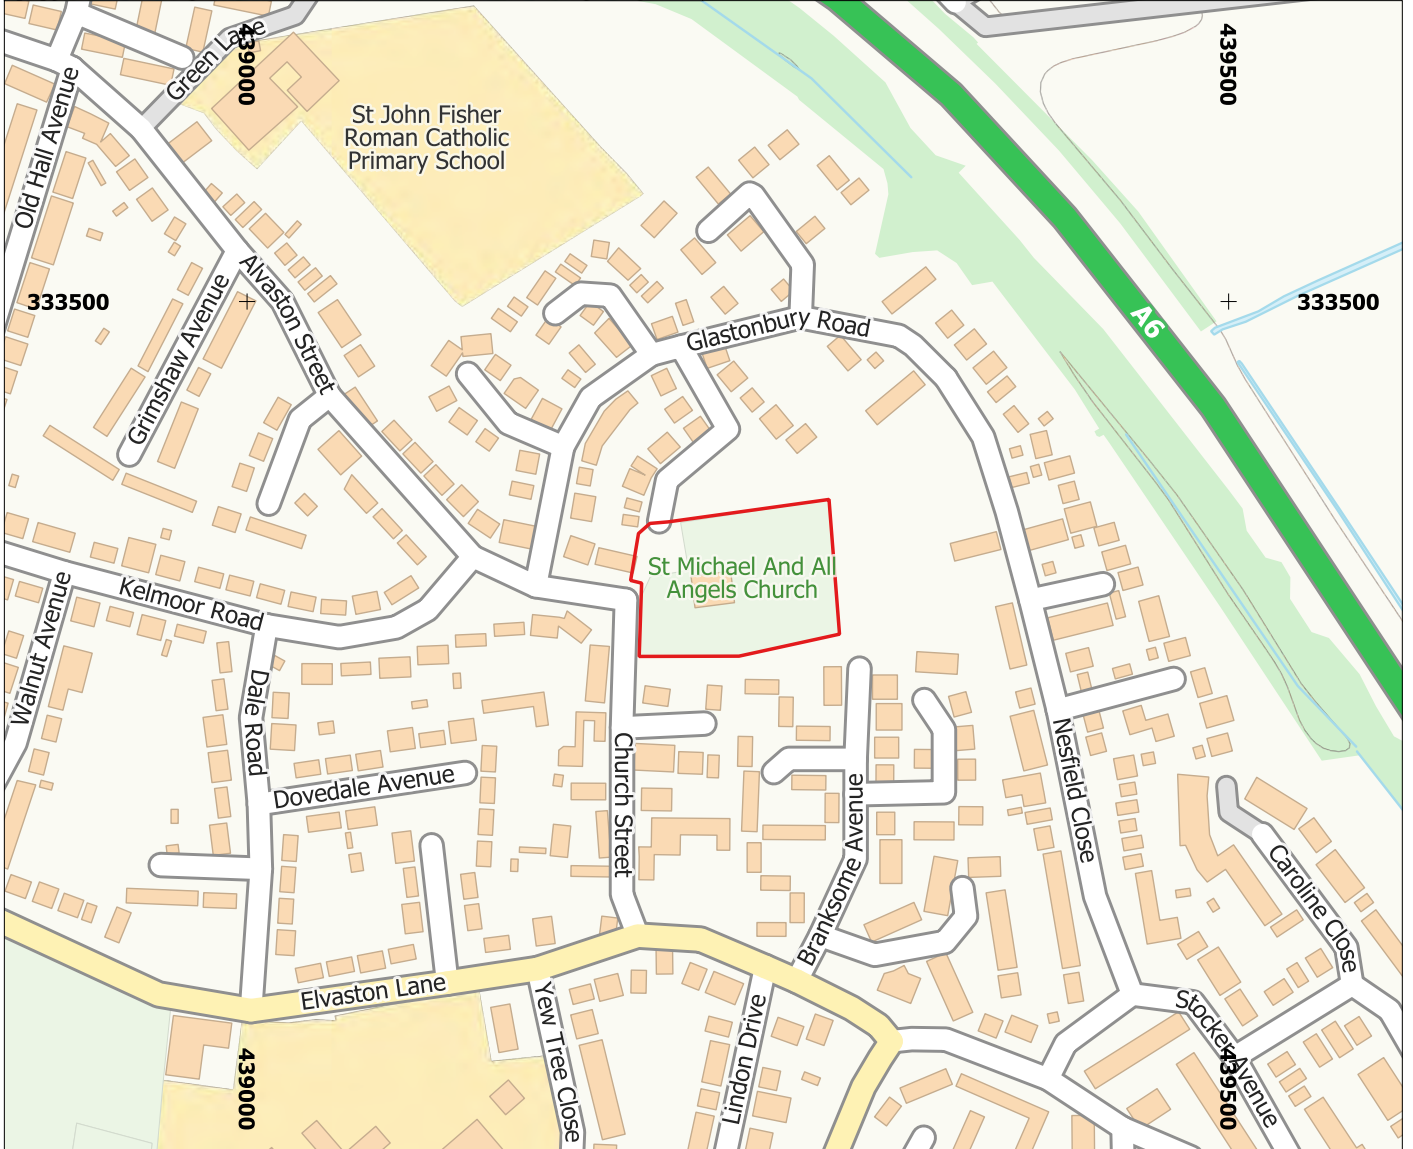 Green Lane
439000
439500
St John Fisher
Roman Catholic
Primary School
Old Hall Avenue
333500
Alvaston Street
Grimshaw Avenue
Glastonbury Road
A6
333500
St Michael And All
Angels Church
Kelmoor Road
Walnut Avenue
Dale Road
Dovedale Avenue
Church Street
Branksome Avenue
Nesfield Close
Caroline Close
Elvaston Lane
Yew Tree Close
Lindon Drive
Stocker Avenue
439000
439500